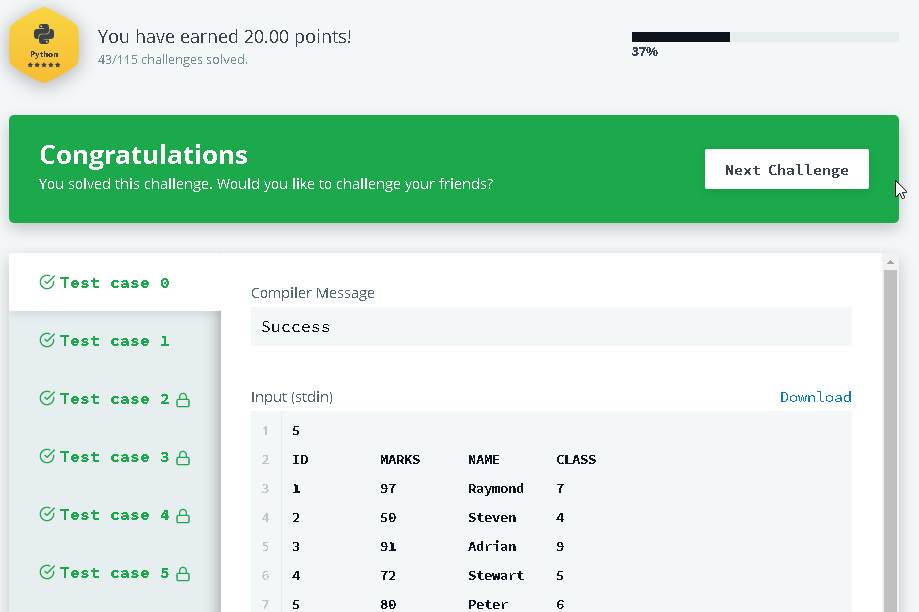 Python
You have earned 20.00 points!
43/115 challenges solved.
37%
Congratulations
You solved this challenge. Would you like to challenge your friends?
Next Challenge
Test case 0
Test case 1
Test case 2
Test case 3
Test case 4
Test case 5
Compiler Message
Success
Input (stdin)
Download
1 5
2 ID MARKS NAME CLASS
3 1 97 Raymond 7
4 2 50 Steven 4
5 3 91 Adrian 9
6 4 72 Stewart 5
7 5 80 Peter 6